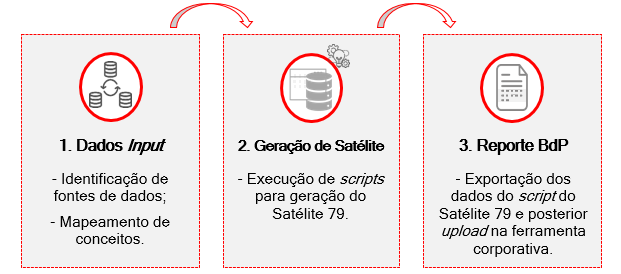 1. Dados Input
- Identificação de
fontes de dados;
- Mapeamento de
conceitos.
2. Geração de Satélite
- Execução de scripts
para geração do
Satélite 79.
3. Reporte BdP
- Exportação dos
dados do script do
Satélite 79 e posterior
upload na ferramenta
corporativa.